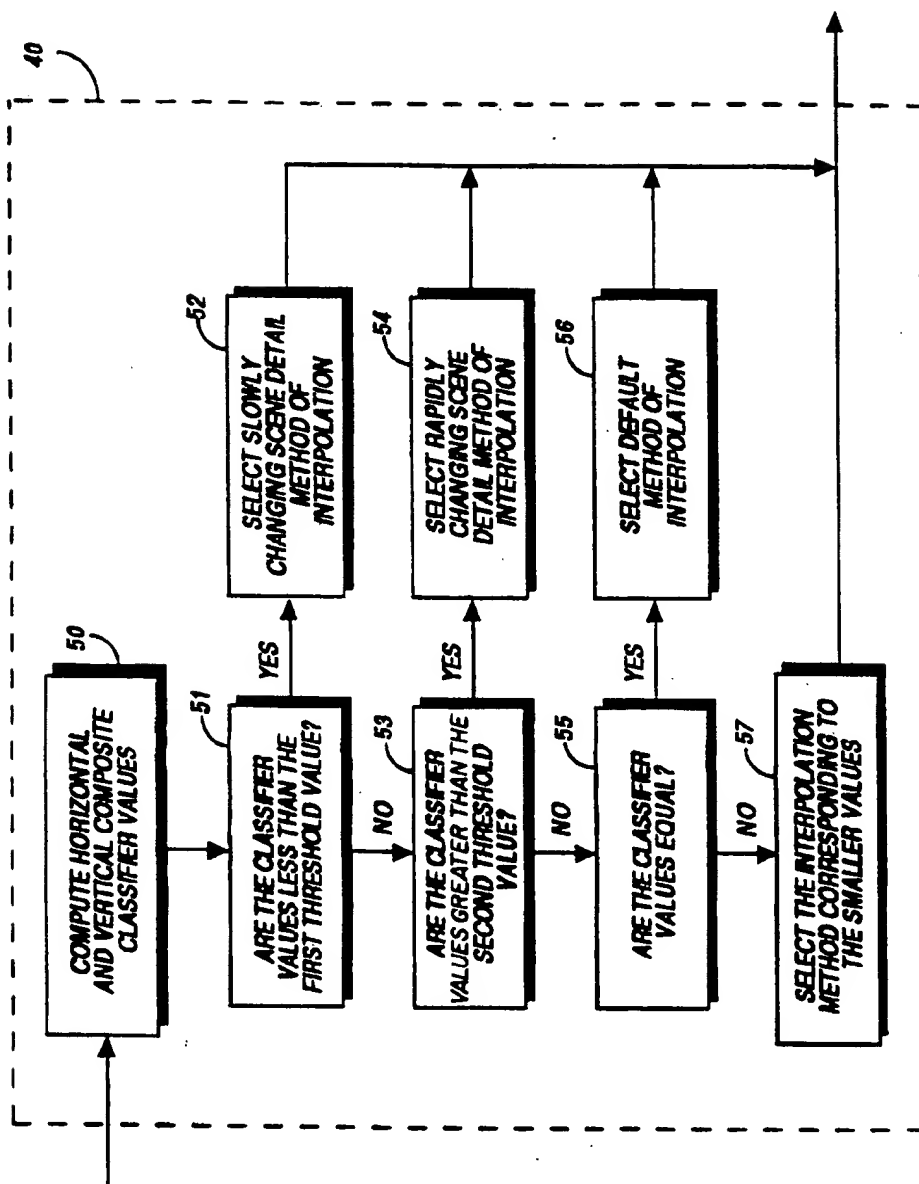 40
50
COMPUTE HORIZONTAL
AND VERTICAL COMPOSITE
CLASSIFIER VALUES
51
ARE THE CLASSIFIER
VALUES LESS THAN THE
FIRST THRESHOLD VALUE?
YES
52
SELECT SLOWLY
CHANGING SCENE DETAIL
METHOD OF
INTERPOLATION
NO
53
ARE THE CLASSIFIER
VALUES GREATER THAN THE
SECOND THRESHOLD
VALUE?
YES
54
SELECT RAPIDLY
CHANGING SCENE
DETAIL METHOD OF
INTERPOLATION
NO
55
ARE THE CLASSIFIER
VALUES EQUAL?
YES
56
SELECT DEFAULT
METHOD OF
INTERPOLATION
NO
57
SELECT THE INTERPOLATION
METHOD CORRESPONDING TO
THE SMALLER VALUES